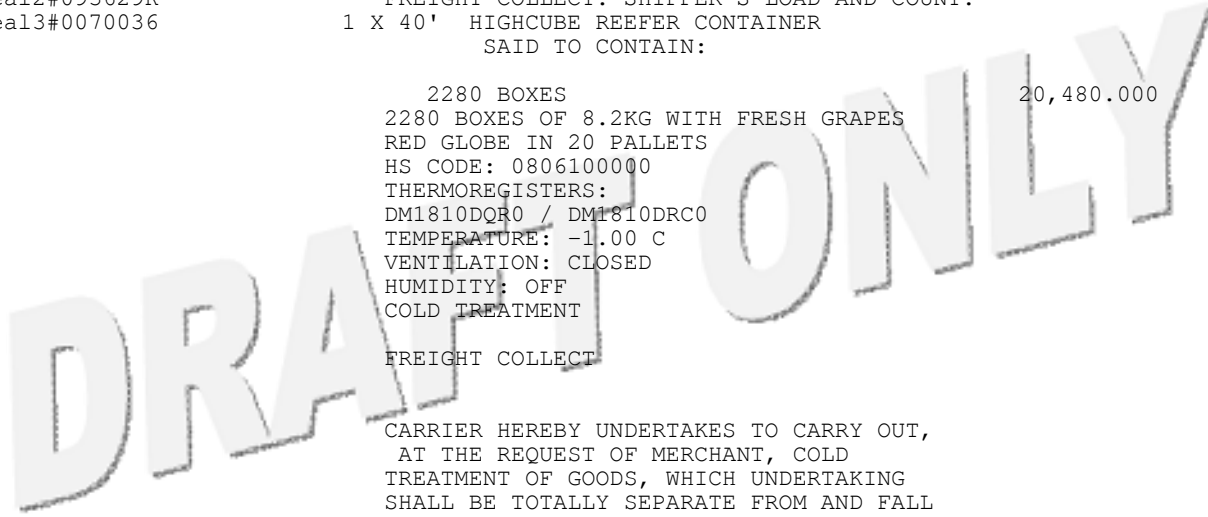 FREIGHT COLLECT. SHIPPER'S LOAD AND COUNT.
eal3#0070036 1 X 40' HIGHCUBE REEFER CONTAINER
SAID TO CONTAIN:
2280 BOXES 20,480.000
2280 BOXES OF 8.2KG WITH FRESH GRAPES
RED GLOBE IN 20 PALLETS
HS CODE: 0806100000
THERMOREGISTERS:
DM1810DQR0 / DM1810DRC0
TEMPERATURE: -1.00 C
VENTILATION: CLOSED
HUMIDITY: OFF
COLD TREATMENT
FREIGHT COLLECT
CARRIER HEREBY UNDERTAKES TO CARRY OUT,
AT THE REQUEST OF MERCHANT, COLD
TREATMENT OF GOODS, WHICH UNDERTAKING
SHALL BE TOTALLY SEPARATE FROM AND FALL
DRAFT ONLY